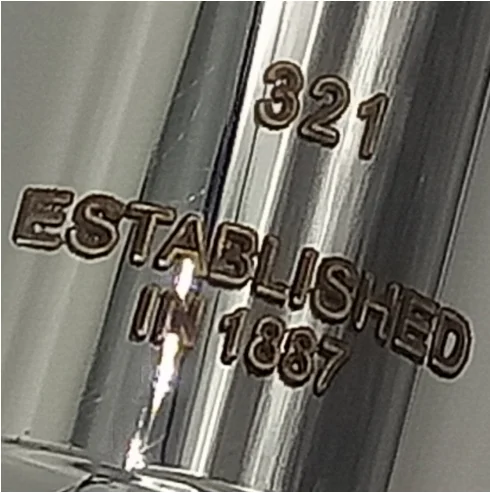 321
ESTABLISHED
IN 1887